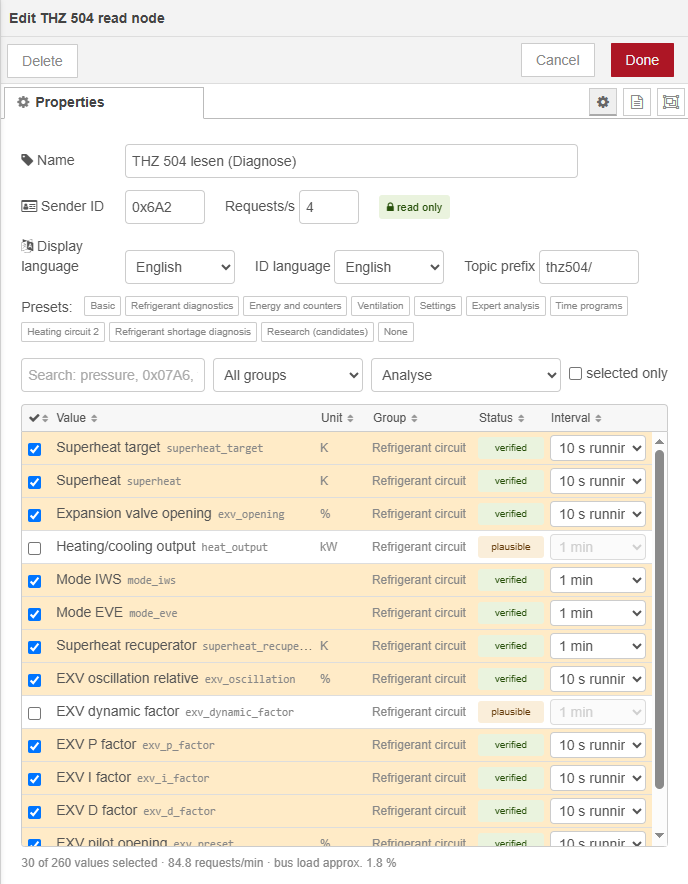 Edit THZ 504 read node
Delete Cancel Done
Properties
Name THZ 504 lesen (Diagnose)
Sender ID 0x6A2 Requests/s 4 read only
Display
language English ID language English Topic prefix thz504/
Presets: Basic Refrigerant diagnostics Energy and counters Ventilation Settings Expert analysis Time programs
Heating circuit 2 Refrigerant shortage diagnosis Research (candidates) None
Search: pressure, 0x07A6, All groups Analyse selected only
Value Unit Group Status Interval
Superheat target superheat_target K Refrigerant circuit verified 10 s runnir
Superheat superheat K Refrigerant circuit verified 10 s runnir
Expansion valve opening exv_opening % Refrigerant circuit verified 10 s runnir
Heating/cooling output heat_output kW Refrigerant circuit plausible 1 min
Mode IWS mode_iws Refrigerant circuit verified 1 min
Mode EVE mode_eve Refrigerant circuit verified 1 min
Superheat recuperator superheat_recupe... K Refrigerant circuit verified 1 min
EXV oscillation relative exv_oscillation % Refrigerant circuit verified 10 s runnir
EXV dynamic factor exv_dynamic_factor Refrigerant circuit plausible 1 min
EXV P factor exv_p_factor Refrigerant circuit verified 10 s runnir
EXV I factor exv_i_factor Refrigerant circuit verified 10 s runnir
EXV D factor exv_d_factor Refrigerant circuit verified 10 s runnir
EXV pilot opening exv_preset % Refrigerant circuit verified 10 s runnir
30 of 260 values selected · 84.8 requests/min · bus load approx. 1.8 %